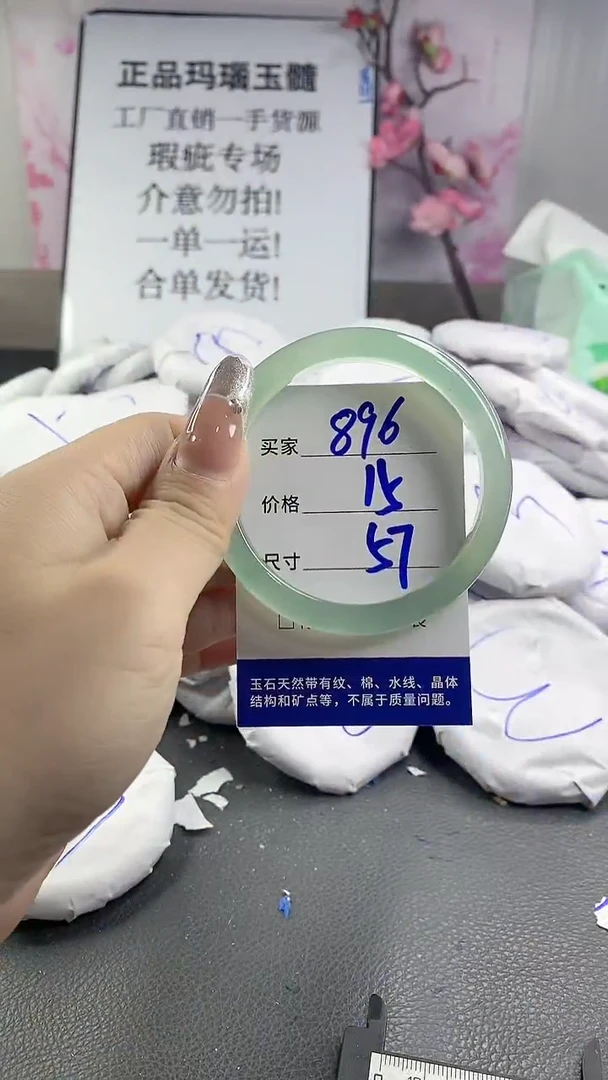 正品玛瑙玉髓
工厂直销一手货源
瑕疵专场
介意勿拍!
一单一运!
合单发货!
买家 896
价格 15
尺寸 57
玉石天然带有纹、棉、水线、晶体
结构和矿点等，不属于质量问题。